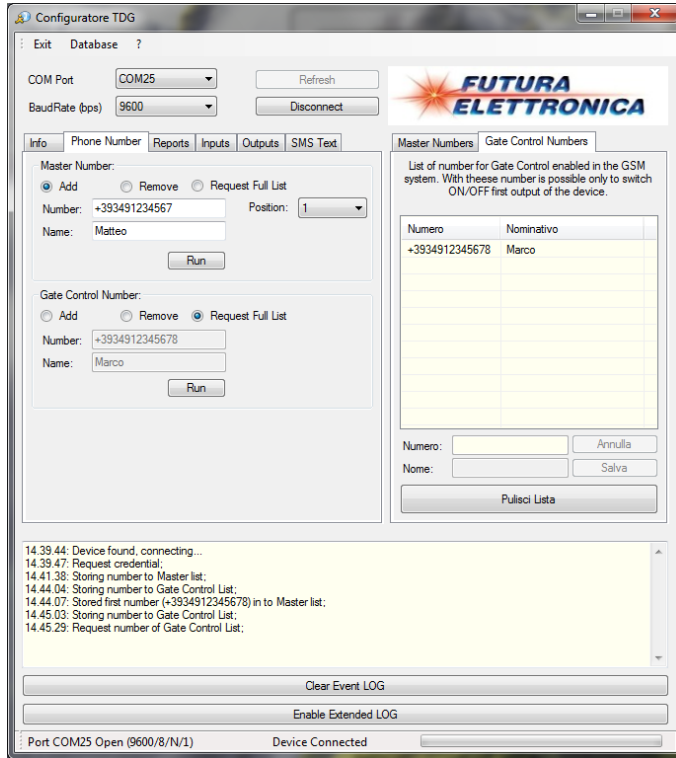 Configuratore TDG
Exit Database ?
COM Port COM25 Refresh
BaudRate (bps) 9600 Disconnect
FUTURA
ELETTRONICA
Info Phone Number Reports Inputs Outputs SMS Text
Master Number:
Add Remove Request Full List
Number: +393491234567 Position: 1
Name: Matteo
Run
Gate Control Number:
Add Remove Request Full List
Number: +3934912345678
Name: Marco
Run
Master Numbers Gate Control Numbers
List of number for Gate Control enabled in the GSM
system. With theese number is possible only to switch
ON/OFF first output of the device.
Numero Nominativo
+3934912345678 Marco
Numero: Annulla
Nome: Salva
Pulisci Lista
14.39.44: Device found, connecting...
14.39.47: Request credential;
14.41.38: Storing number to Master list;
14.44.04: Storing number to Gate Control List;
14.44.07: Stored first number (+3934912345678) in to Master list;
14.45.03: Storing number to Gate Control List;
14.45.29: Request number of Gate Control List;
Clear Event LOG
Enable Extended LOG
Port COM25 Open (9600/8/N/1) Device Connected